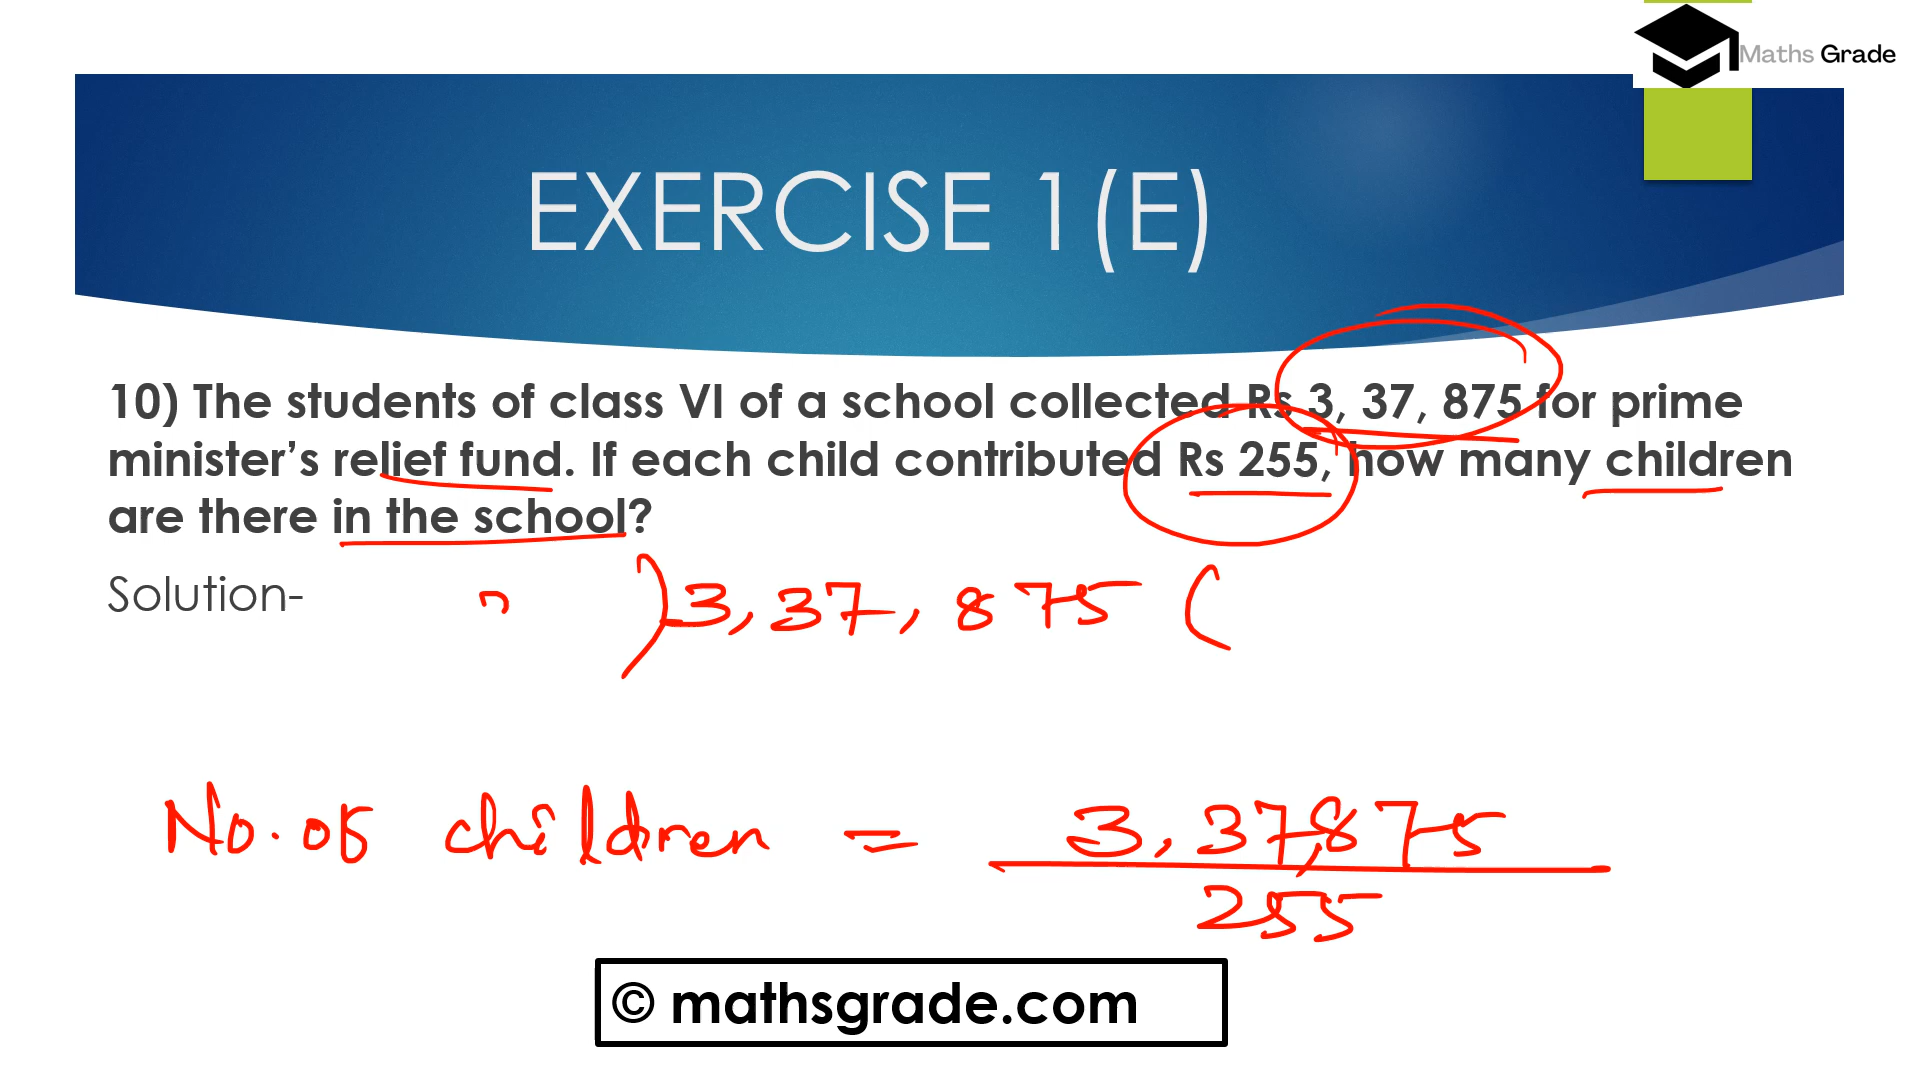 Maths Grade
EXERCISE 1(E)
10) The students of class VI of a school collected Rs 3, 37, 875 for prime
minister’s relief fund. If each child contributed Rs 255, how many children
are there in the school?
Solution-
) 3,37,875 (
No. of children = 3,37,875
255
© mathsgrade.com